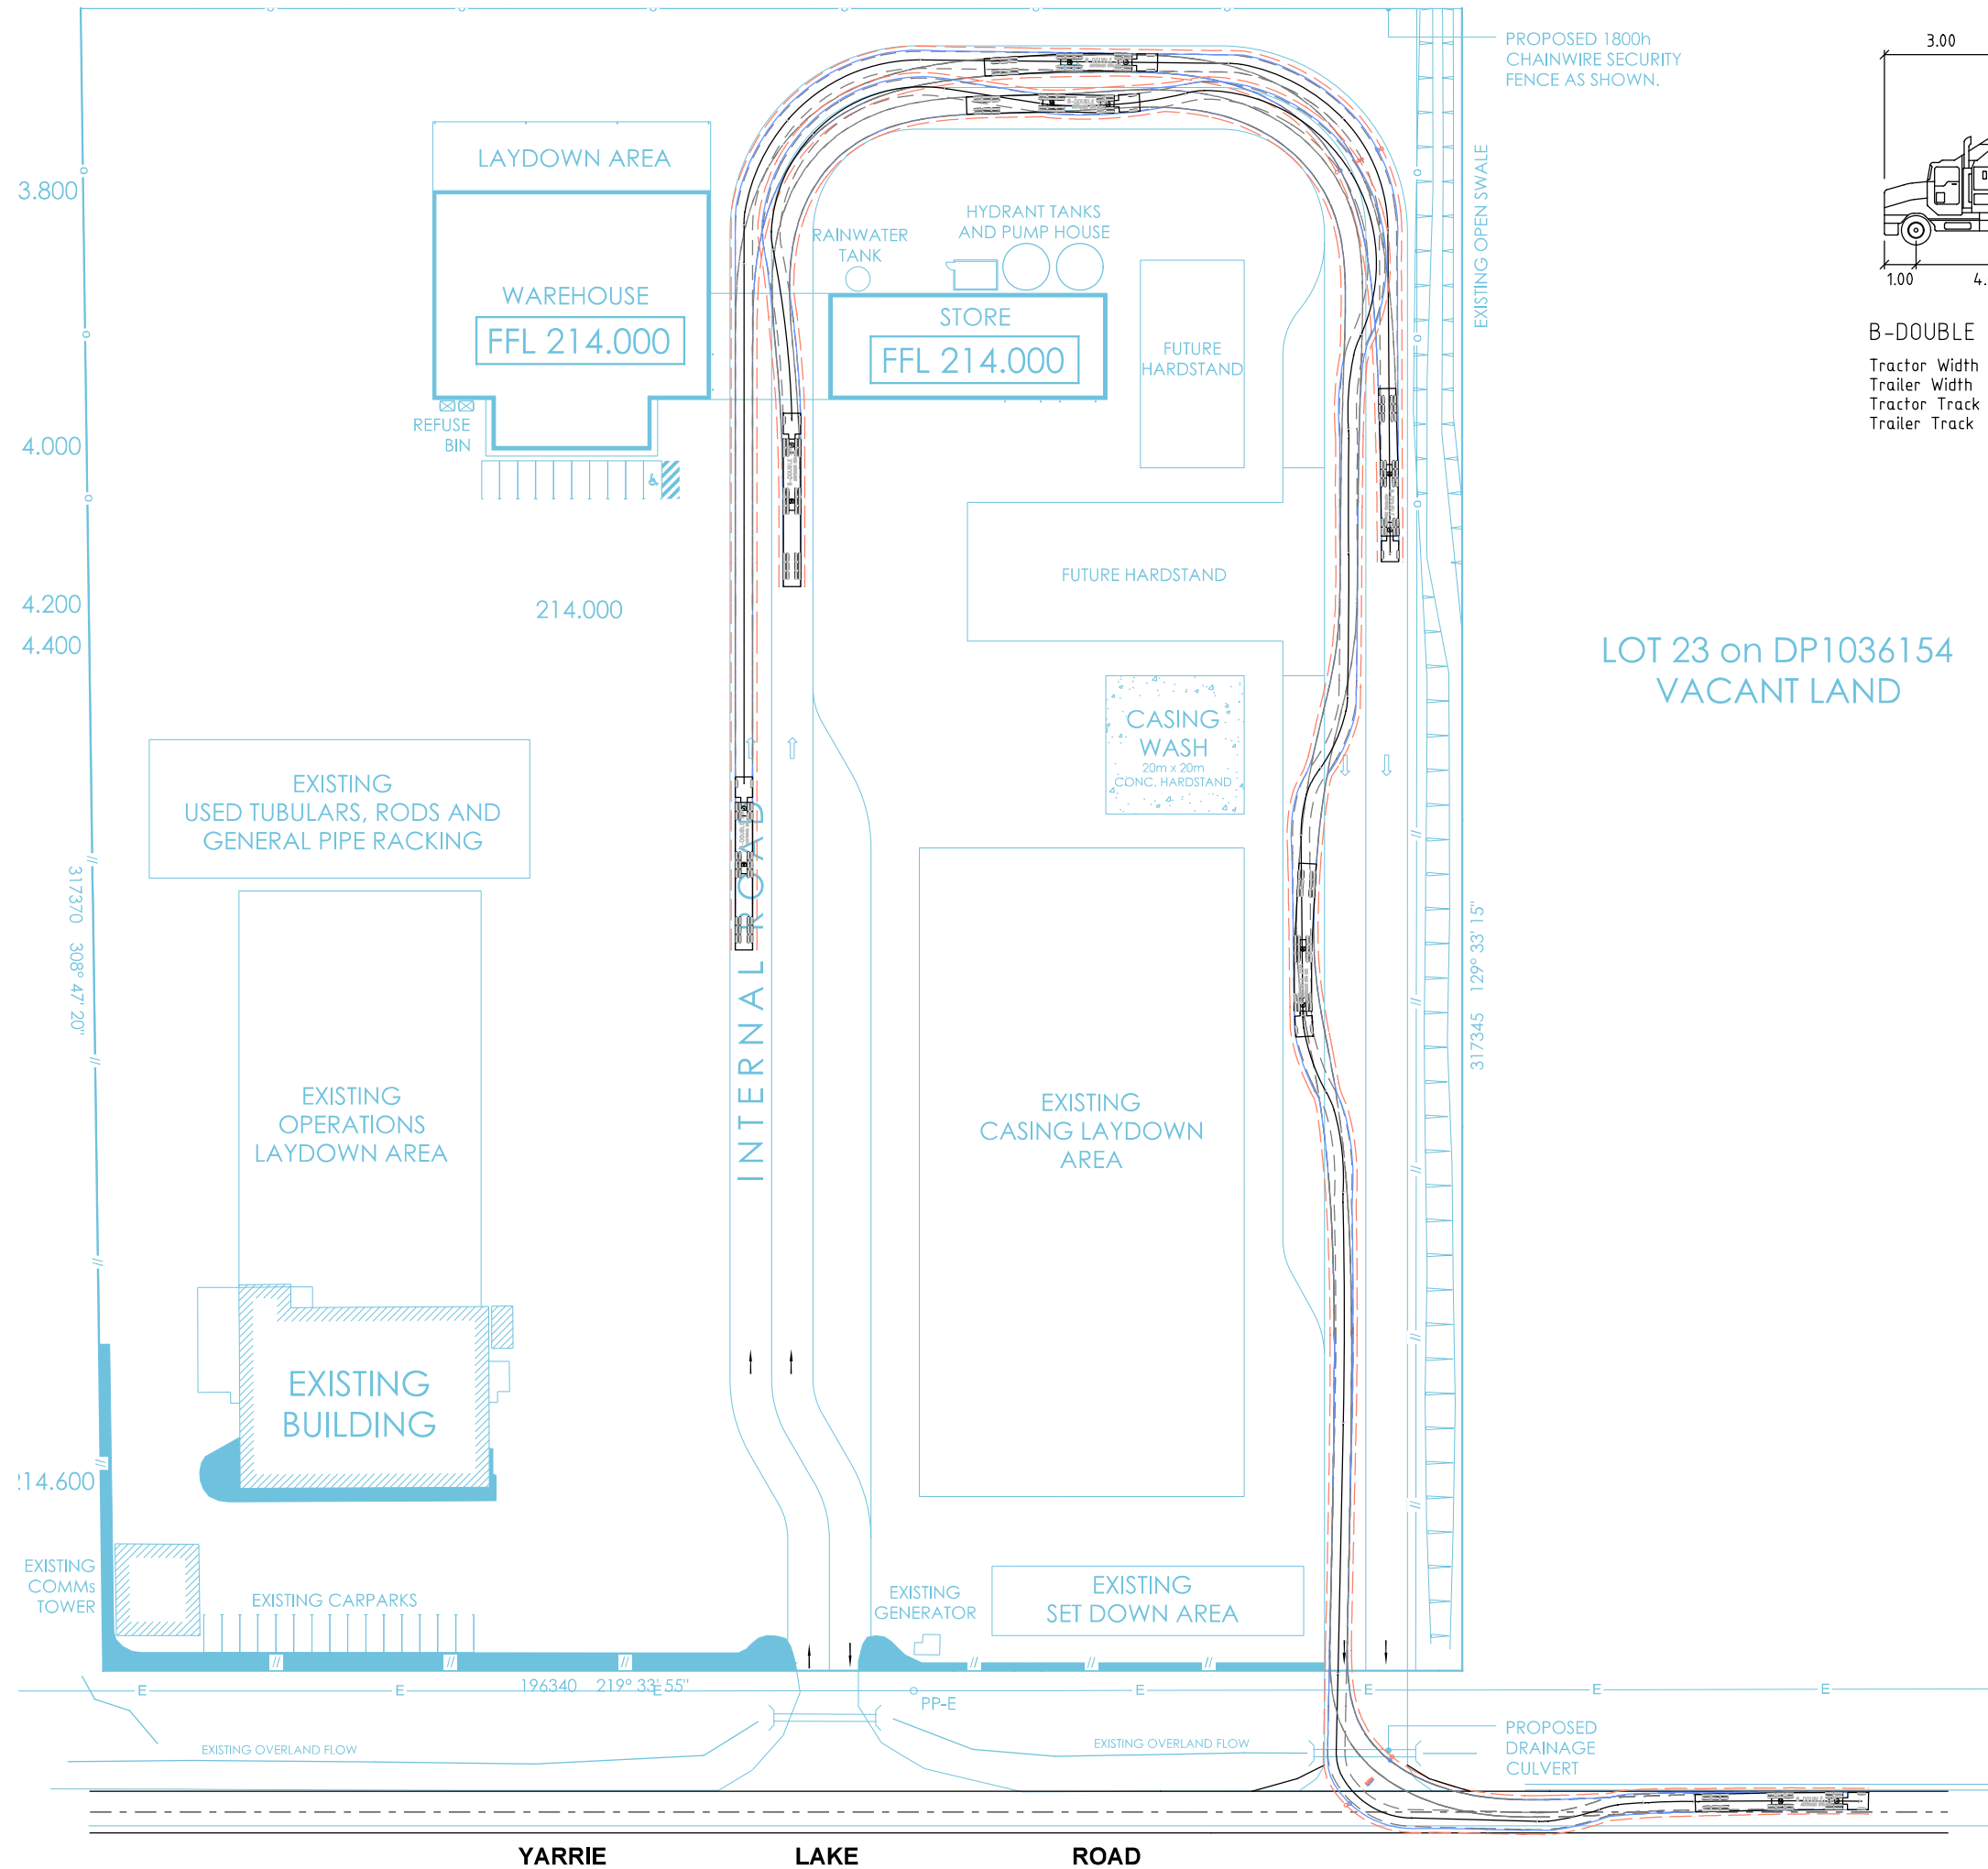 PROPOSED 1800h
CHAINWIRE SECURITY
FENCE AS SHOWN.
3.00
1.00
4.
B-DOUBLE
Tractor Width
Trailer Width
Tractor Track
Trailer Track
EXISTING OPEN SWALE
LAYDOWN AREA
3.800
WAREHOUSE
FFL 214.000
RAINWATER
TANK
HYDRANT TANKS
AND PUMP HOUSE
STORE
FFL 214.000
FUTURE
HARDSTAND
REFUSE
BIN
4.000
FUTURE HARDSTAND
4.200
4.400
214.000
LOT 23 on DP1036154
VACANT LAND
CASING
WASH
20m x 20m
CONC. HARDSTAND
EXISTING
USED TUBULARS, RODS AND
GENERAL PIPE RACKING
INTERNAL ROAD
317370 308° 47' 20"
317345 129° 33' 15"
EXISTING
OPERATIONS
LAYDOWN AREA
EXISTING
CASING LAYDOWN
AREA
EXISTING
BUILDING
14.600
EXISTING
COMMs
TOWER
EXISTING CARPARKS
EXISTING
GENERATOR
EXISTING
SET DOWN AREA
196340 219° 33' 55"
E
E
E
E
E
E
E
PP-E
EXISTING OVERLAND FLOW
EXISTING OVERLAND FLOW
PROPOSED
DRAINAGE
CULVERT
YARRIE LAKE ROAD